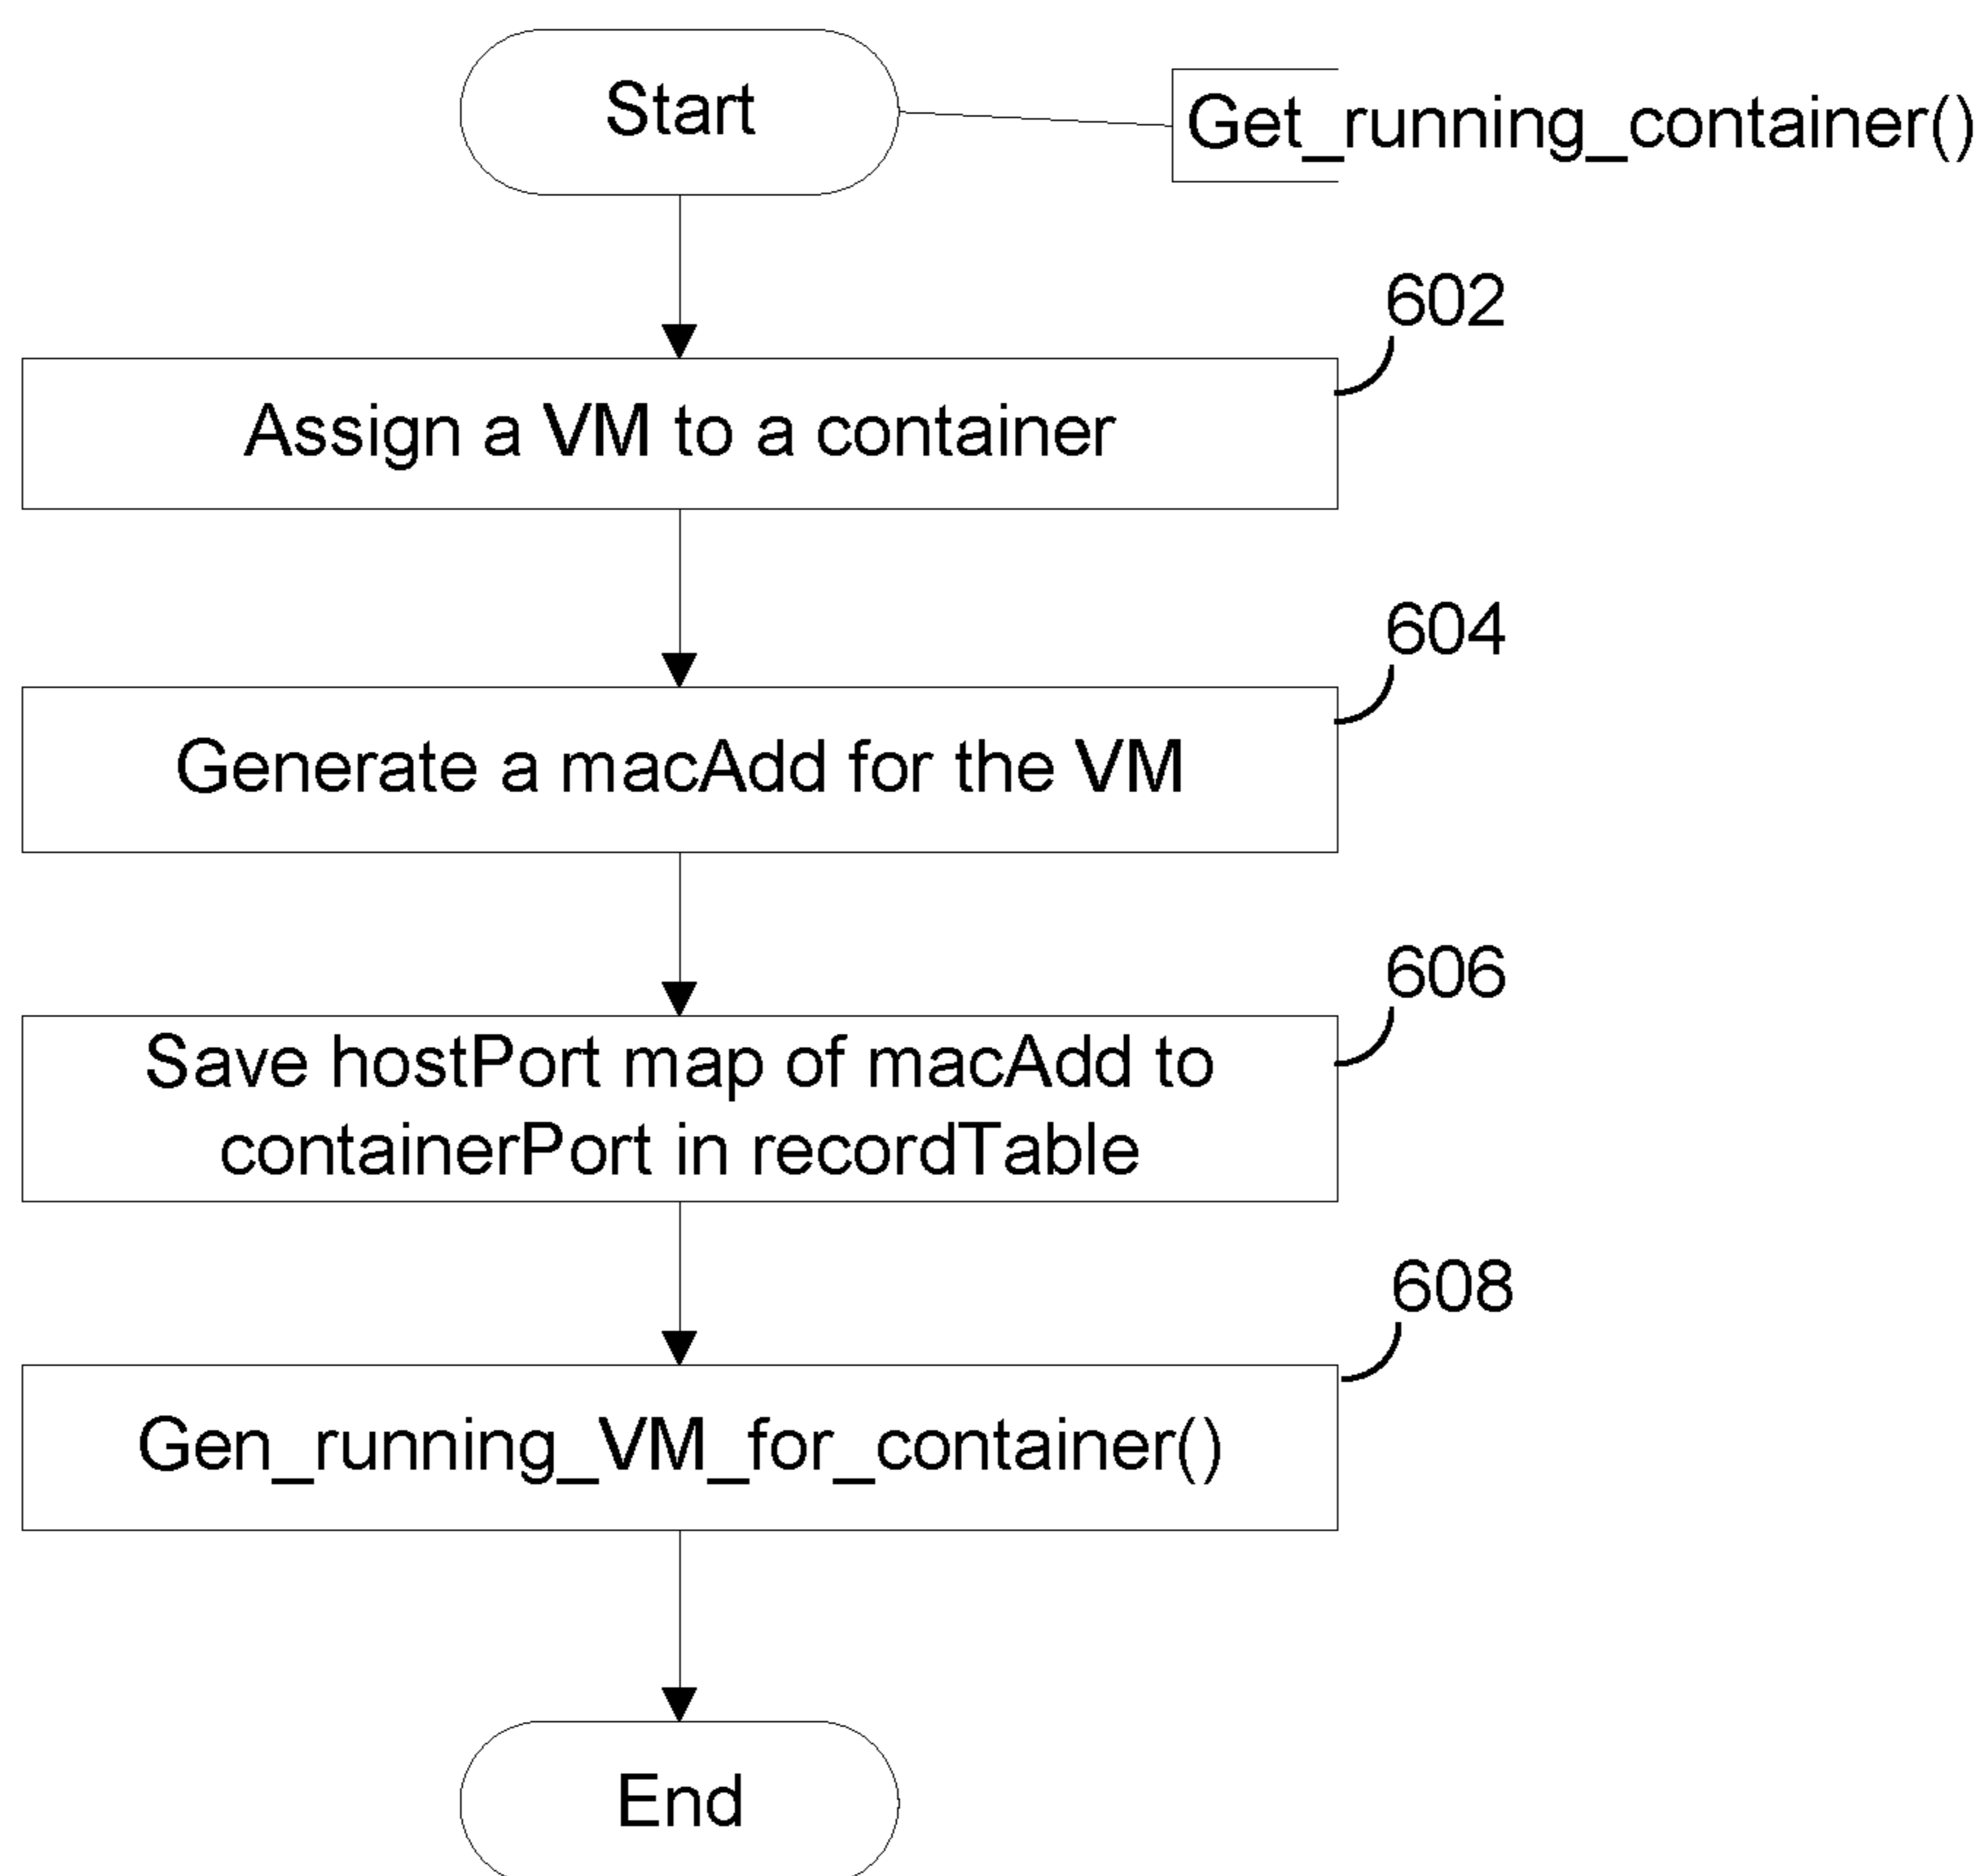 Start
Get_running_container()
602
Assign a VM to a container
604
Generate a macAdd for the VM
606
Save hostPort map of macAdd to
containerPort in recordTable
608
Gen_running_VM_for_container()
End